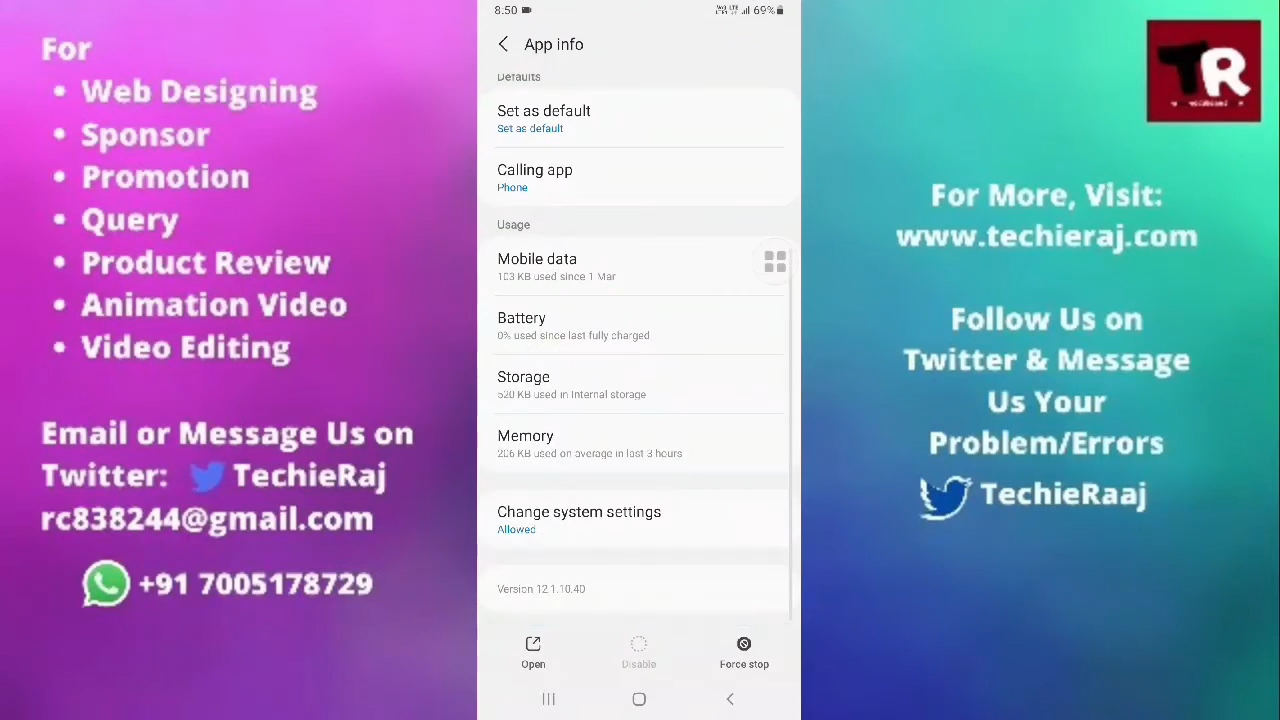 For
• Web Designing
• Sponsor
• Promotion
• Query
• Product Review
• Animation Video
• Video Editing
Email or Message Us on
Twitter: TechieRaj
rc838244@gmail.com
+91 7005178729
8:50
69%
App info
Defaults
Set as default
Set as default
Calling app
Phone
Usage
Mobile data
103 KB used since 1 Mar
Battery
0% used since last fully charged
Storage
520 KB used in Internal storage
Memory
206 KB used on average in last 3 hours
Change system settings
Allowed
Version 12.1.10.40
Open
Disable
Force stop
TR
For More, Visit:
www.techieraj.com
Follow Us on
Twitter & Message
Us Your
Problem/Errors
TechieRaaj